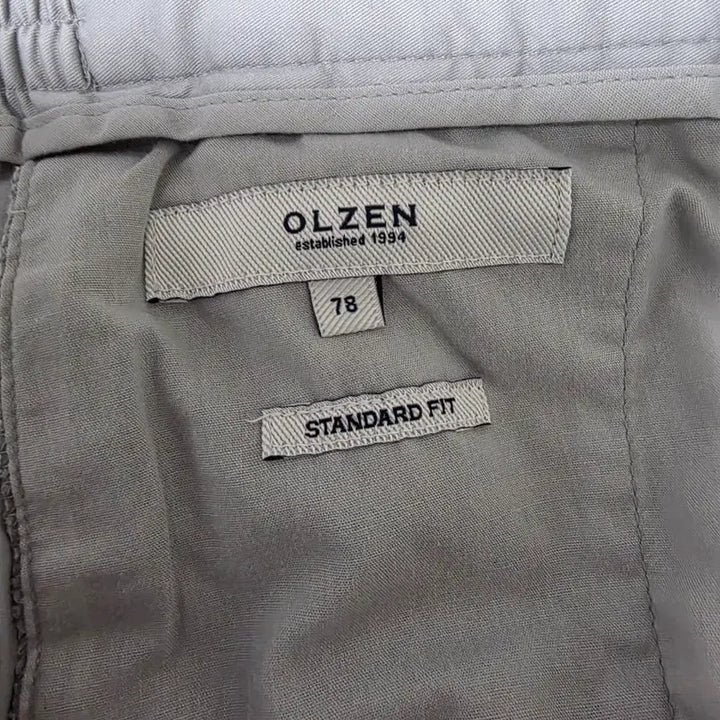 OLZEN
established 1994
78
STANDARD FIT